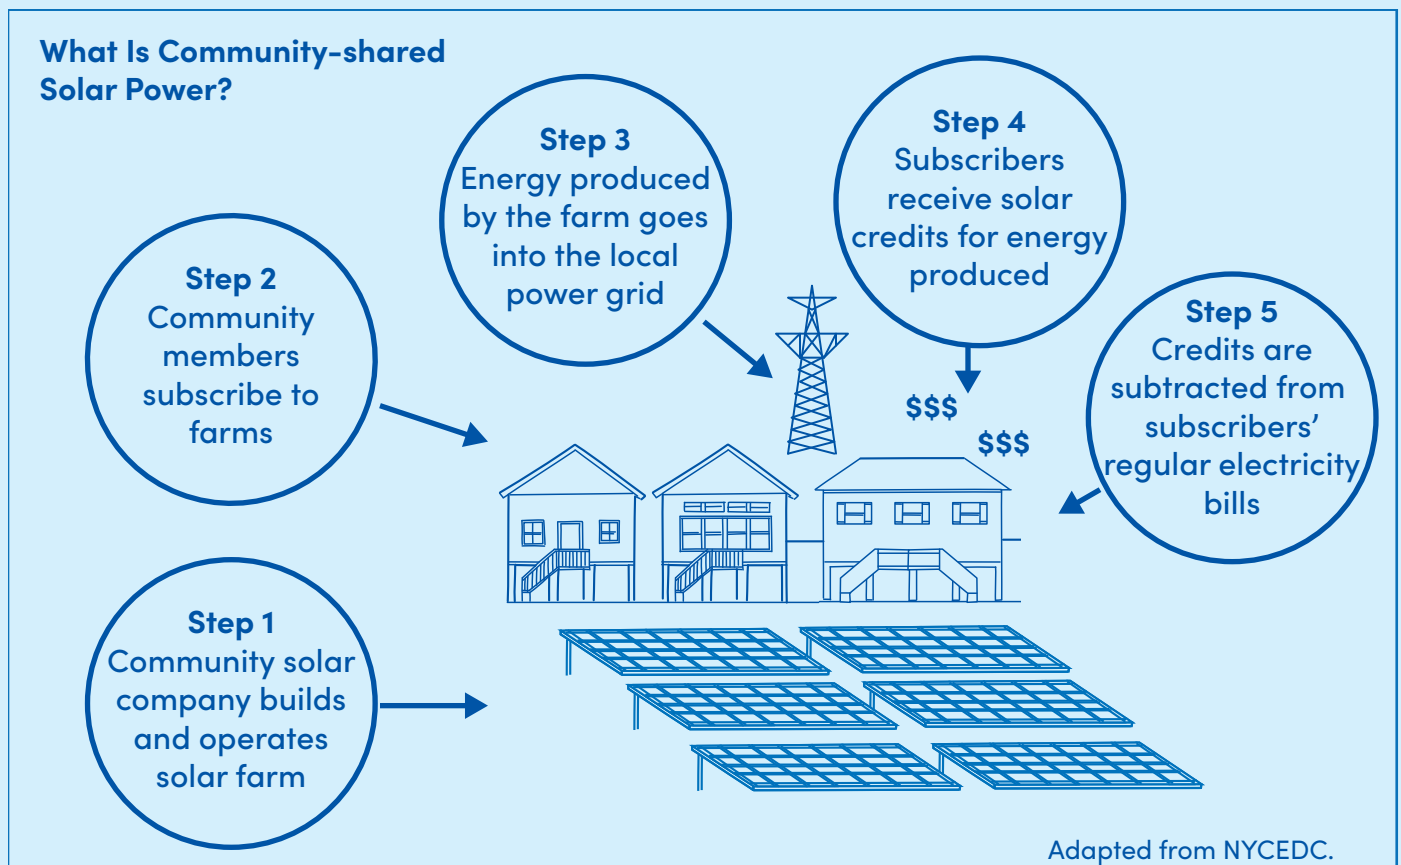 What Is Community-shared
Solar Power?
Step 1
Community solar
company builds
and operates
solar farm
Step 2
Community
members
subscribe to
farms
Step 3
Energy produced
by the farm goes
into the local
power grid
Step 4
Subscribers
receive solar
credits for energy
produced
$$$
$$$
Step 5
Credits are
subtracted from
subscribers’
regular electricity
bills
Adapted from NYCEDC.